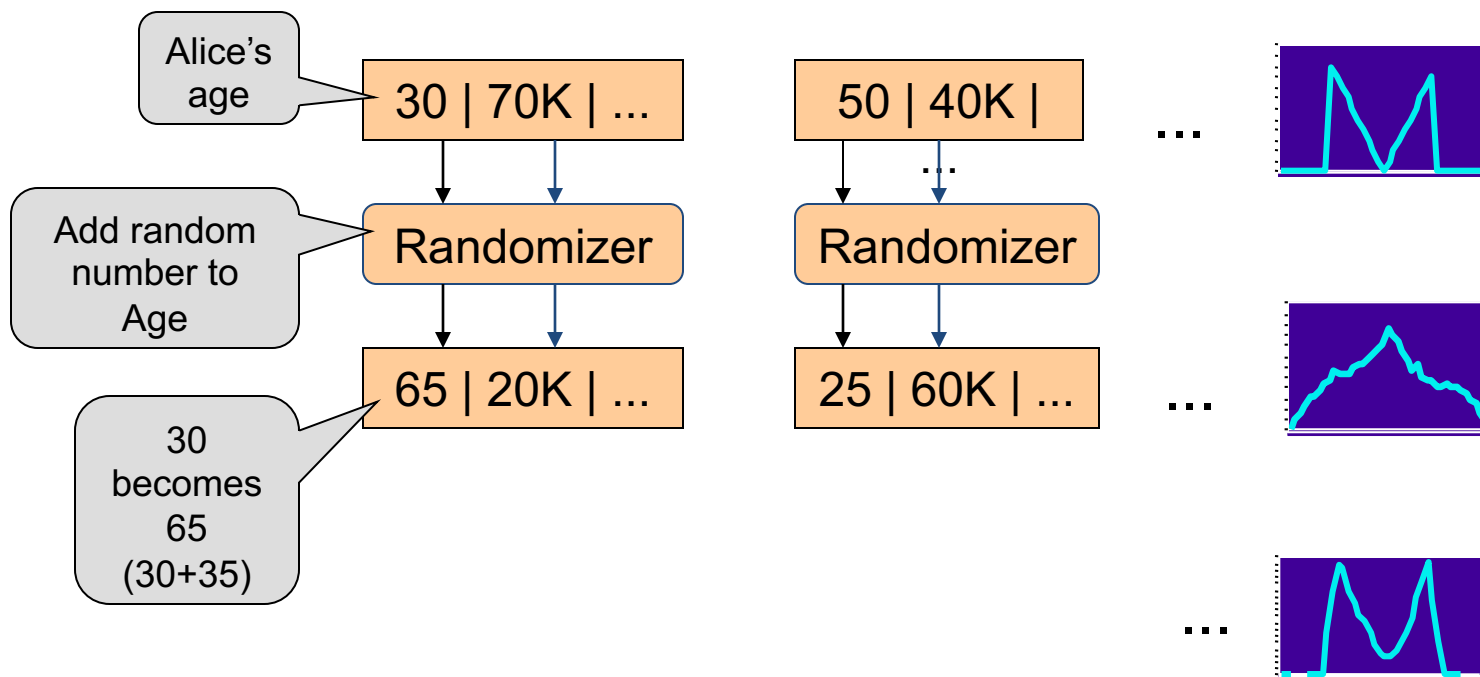 Alice’s
age
30 | 70K | ...
50 | 40K |
...
...
Add random
number to
Age
Randomizer
Randomizer
65 | 20K | ...
25 | 60K | ...
...
30
becomes
65
(30+35)
...